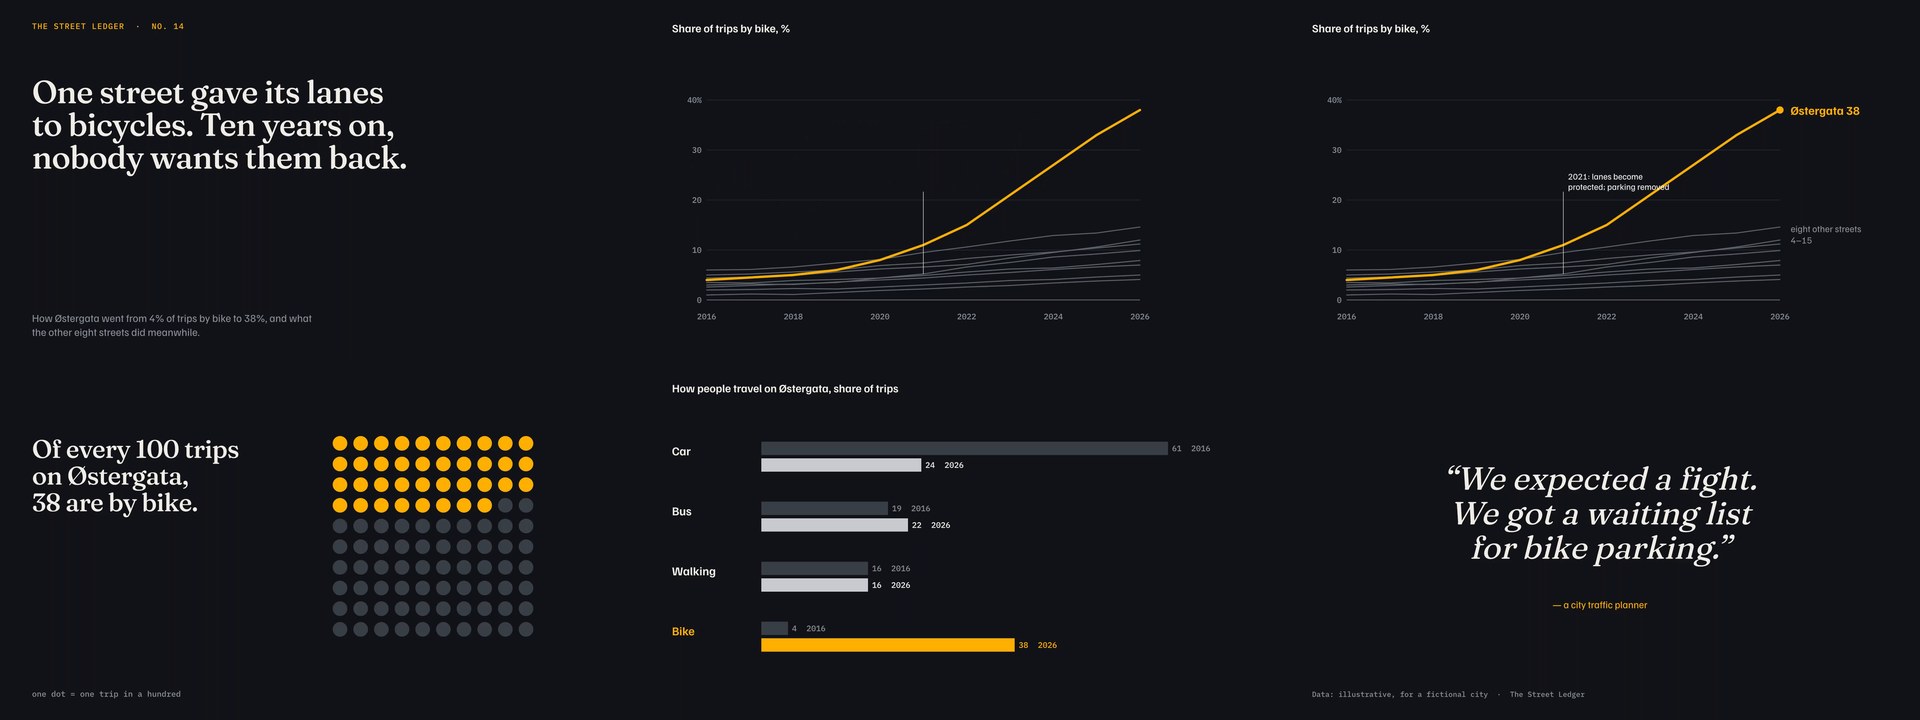 THE STREET LEDGER · NO. 14
One street gave its lanes
to bicycles. Ten years on,
nobody wants them back.
How Østergata went from 4% of trips by bike to 38%, and what
the other eight streets did meanwhile.
Share of trips by bike, %
40%
30
20
10
0
2016 2018 2020 2022 2024 2026
Share of trips by bike, %
40%
30
20
10
0
2016 2018 2020 2022 2024 2026
Østergata 38
2021: lanes become
protected; parking removed
eight other streets
4–15
Of every 100 trips
on Østergata,
38 are by bike.
one dot = one trip in a hundred
How people travel on Østergata, share of trips
Car
61 2016
24 2026
Bus
19 2016
22 2026
Walking
16 2016
16 2026
Bike
4 2016
38 2026
“We expected a fight.
We got a waiting list
for bike parking.”
— a city traffic planner
Data: illustrative, for a fictional city · The Street Ledger